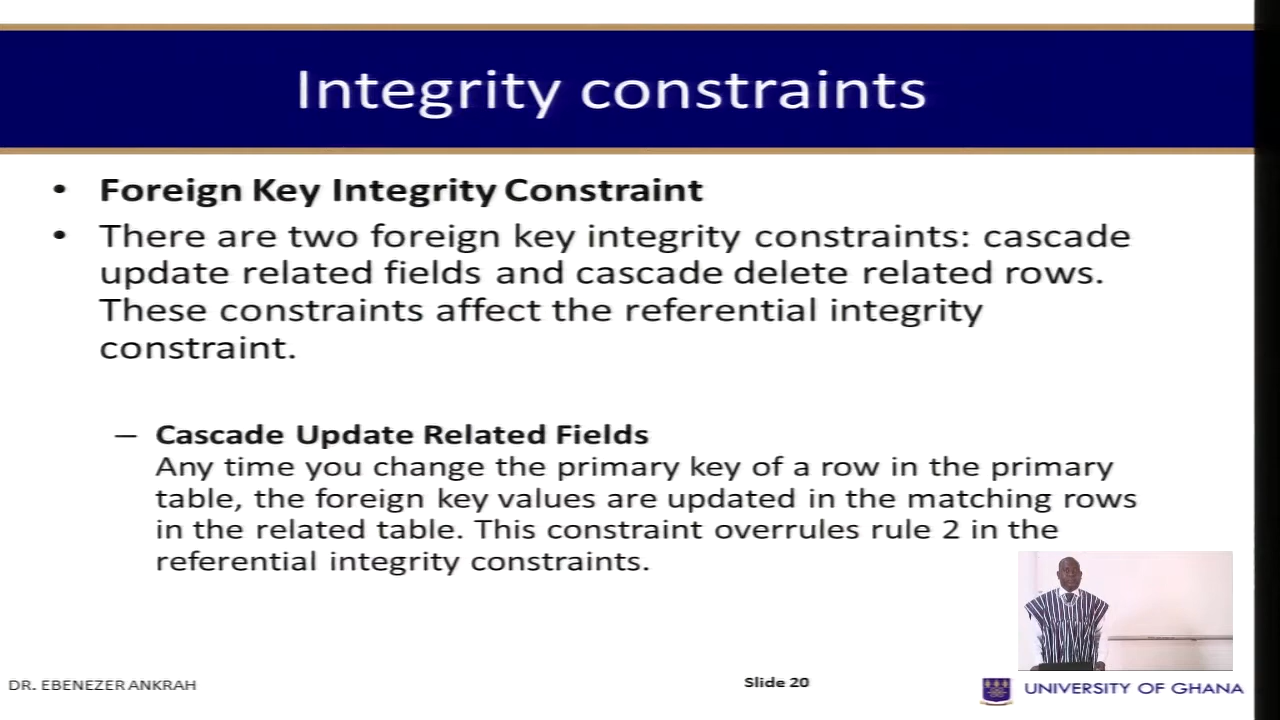 Integrity constraints
• Foreign Key Integrity Constraint
• There are two foreign key integrity constraints: cascade
update related fields and cascade delete related rows.
These constraints affect the referential integrity
constraint.
– Cascade Update Related Fields
Any time you change the primary key of a row in the primary
table, the foreign key values are updated in the matching rows
in the related table. This constraint overrules rule 2 in the
referential integrity constraints.
DR. EBENEZER ANKRAH
Slide 20
UNIVERSITY OF GHANA